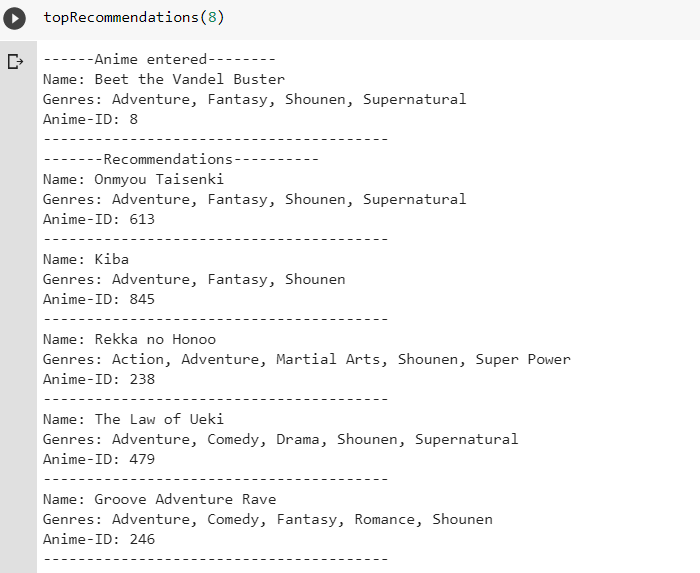 topRecommendations(8)
------Anime entered--------
Name: Beet the Vandel Buster
Genres: Adventure, Fantasy, Shounen, Supernatural
Anime-ID: 8
----------------------------------------
-------Recommendations----------
Name: Onmyou Taisenki
Genres: Adventure, Fantasy, Shounen, Supernatural
Anime-ID: 613
----------------------------------------
Name: Kiba
Genres: Adventure, Fantasy, Shounen
Anime-ID: 845
----------------------------------------
Name: Rekka no Honoo
Genres: Action, Adventure, Martial Arts, Shounen, Super Power
Anime-ID: 238
----------------------------------------
Name: The Law of Ueki
Genres: Adventure, Comedy, Drama, Shounen, Supernatural
Anime-ID: 479
----------------------------------------
Name: Groove Adventure Rave
Genres: Adventure, Comedy, Fantasy, Romance, Shounen
Anime-ID: 246
----------------------------------------